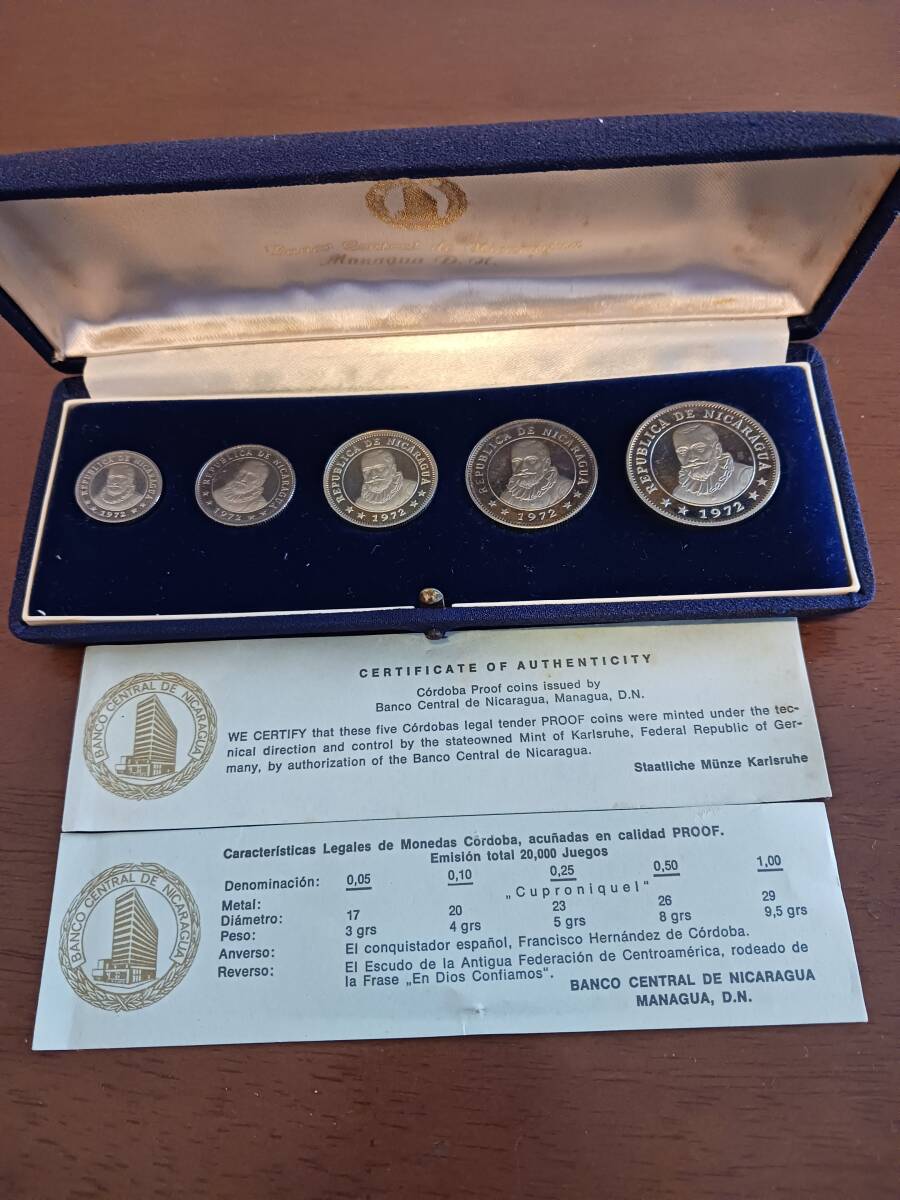 Managua D.N.
REPUBLICA DE NICARAGUA
1972
REPUBLICA DE NICARAGUA
1972
REPUBLICA DE NICARAGUA
1972
REPUBLICA DE NICARAGUA
1972
REPUBLICA DE NICARAGUA
1972
BANCO CENTRAL DE NICARAGUA
CERTIFICATE OF AUTHENTICITY
Córdoba Proof coins issued by
Banco Central de Nicaragua, Managua, D.N.
WE CERTIFY that these five Córdobas legal tender PROOF coins were minted under the tec-
nical direction and control by the stateowned Mint of Karlsruhe, Federal Republic of Ger-
many, by authorization of the Banco Central de Nicaragua.
Staatliche Münze Karlsruhe
BANCO CENTRAL DE NICARAGUA
Características Legales de Monedas Córdoba, acuñadas en calidad PROOF.
Emisión total 20,000 Juegos
Denominación: 0,05 0,10 0,25 0,50 1,00
Metal: „Cuproniquel"
Diámetro: 17 20 23 26 29
Peso: 3 grs 4 grs 5 grs 8 grs 9,5 grs
Anverso: El conquistador español, Francisco Hernández de Córdoba.
Reverso: El Escudo de la Antigua Federación de Centroamérica, rodeado de
la Frase „En Dios Confiamos".
BANCO CENTRAL DE NICARAGUA
MANAGUA, D.N.